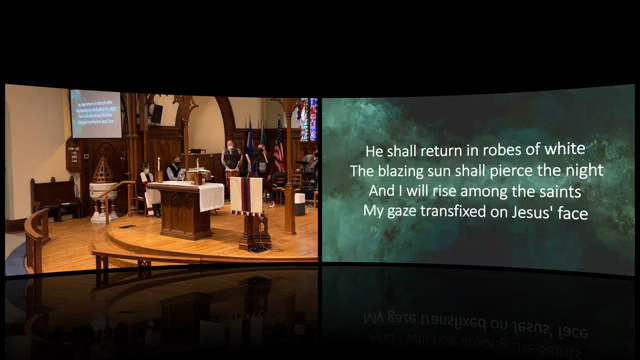 He shall return in robes of white
The blazing sun shall pierce the night
And I will rise among the saints
My gaze transfixed on Jesus' face